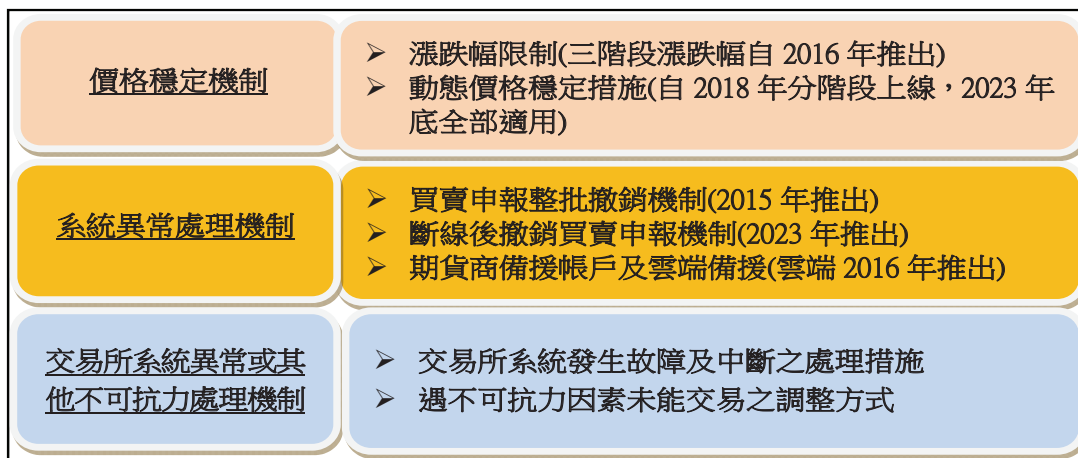 價格穩定機制
➢ 漲跌幅限制(三階段漲跌幅自 2016 年推出)
➢ 動態價格穩定措施(自 2018 年分階段上線，2023 年
底全部適用)
系統異常處理機制
➢ 買賣申報整批撤銷機制(2015 年推出)
➢ 斷線後撤銷買賣申報機制(2023 年推出)
➢ 期貨商備援帳戶及雲端備援(雲端 2016 年推出)
交易所系統異常或其
他不可抗力處理機制
➢ 交易所系統發生故障及中斷之處理措施
➢ 遇不可抗力因素未能交易之調整方式